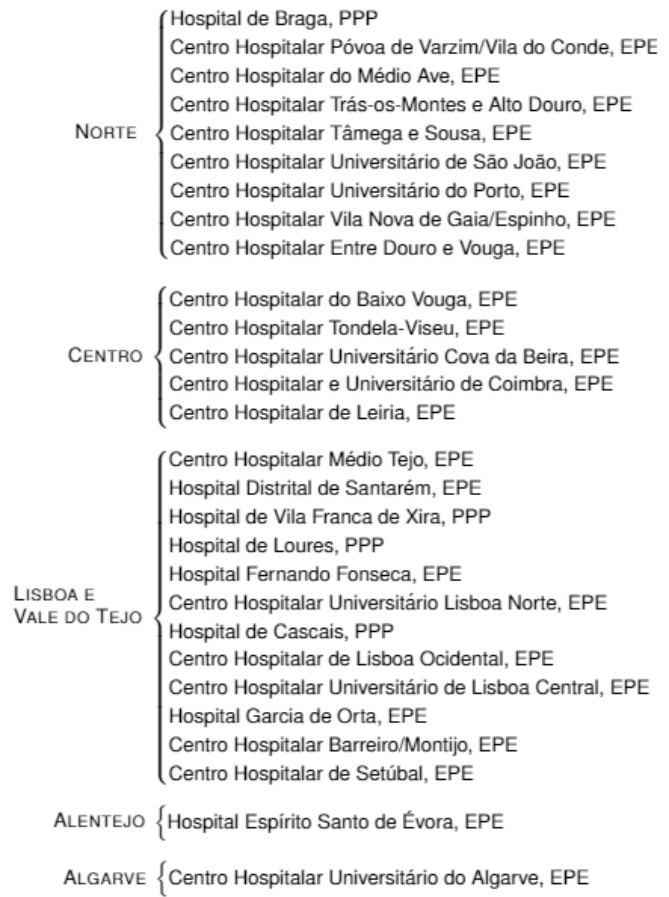 NORTE
Hospital de Braga, PPP
Centro Hospitalar Póvoa de Varzim/Vila do Conde, EPE
Centro Hospitalar do Médio Ave, EPE
Centro Hospitalar Trás-os-Montes e Alto Douro, EPE
Centro Hospitalar Tâmega e Sousa, EPE
Centro Hospitalar Universitário de São João, EPE
Centro Hospitalar Universitário do Porto, EPE
Centro Hospitalar Vila Nova de Gaia/Espinho, EPE
Centro Hospitalar Entre Douro e Vouga, EPE
CENTRO
Centro Hospitalar do Baixo Vouga, EPE
Centro Hospitalar Tondela-Viseu, EPE
Centro Hospitalar Universitário Cova da Beira, EPE
Centro Hospitalar e Universitário de Coimbra, EPE
Centro Hospitalar de Leiria, EPE
LISBOA E
VALE DO TEJO
Centro Hospitalar Médio Tejo, EPE
Hospital Distrital de Santarém, EPE
Hospital de Vila Franca de Xira, PPP
Hospital de Loures, PPP
Hospital Fernando Fonseca, EPE
Centro Hospitalar Universitário Lisboa Norte, EPE
Hospital de Cascais, PPP
Centro Hospitalar de Lisboa Ocidental, EPE
Centro Hospitalar Universitário de Lisboa Central, EPE
Hospital Garcia de Orta, EPE
Centro Hospitalar Barreiro/Montijo, EPE
Centro Hospitalar de Setúbal, EPE
ALENTEJO
Hospital Espírito Santo de Évora, EPE
ALGARVE
Centro Hospitalar Universitário do Algarve, EPE